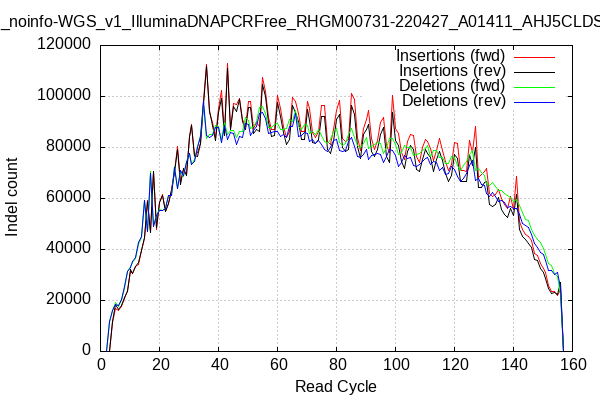 _noinfo-WGS_v1_IlluminaDNAPCRFree_RHGM00731-220427_A01411_AHJ5CLDS
Insertions (fwd)
Insertions (rev)
Deletions (fwd)
Deletions (rev)
120000
100000
80000
60000
40000
20000
0
Indel count
0 20 40 60 80 100 120 140 160
Read Cycle